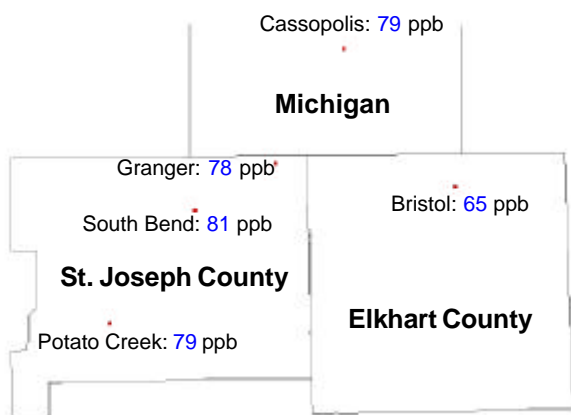 Cassopolis: 79 ppb
Michigan
Granger: 78 ppb
Bristol: 65 ppb
South Bend: 81 ppb
St. Joseph County
Elkhart County
Potato Creek: 79 ppb